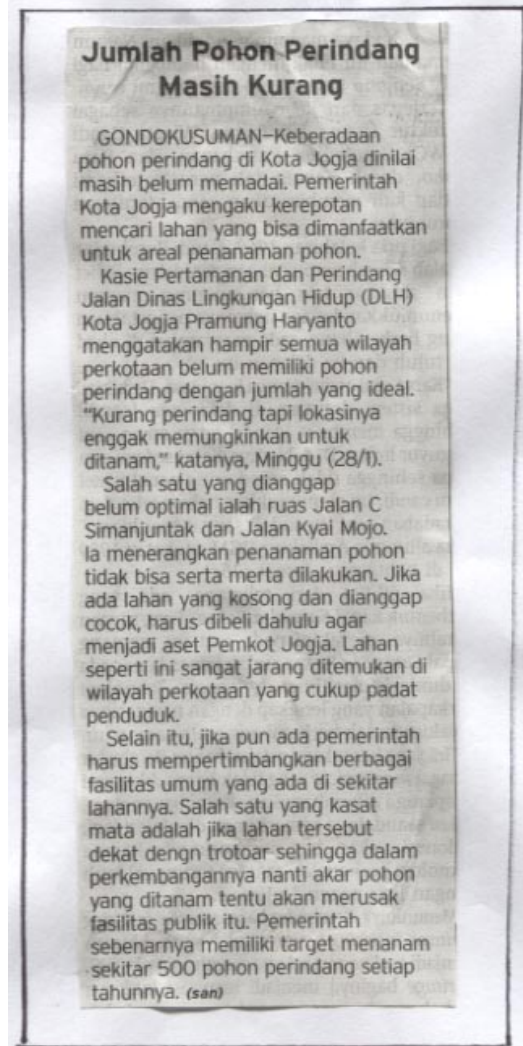 Jumlah Pohon Perindang
Masih Kurang
GONDOKUSUMAN–Keberadaan
pohon perindang di Kota Jogja dinilai
masih belum memadai. Pemerintah
Kota Jogja mengaku kerepotan
mencari lahan yang bisa dimanfaatkan
untuk areal penanaman pohon.
Kasie Pertamanan dan Perindang
Jalan Dinas Lingkungan Hidup (DLH)
Kota Jogja Pramung Haryanto
menggatakan hampir semua wilayah
perkotaan belum memiliki pohon
perindang dengan jumlah yang ideal.
“Kurang perindang tapi lokasinya
enggak memungkinkan untuk
ditanam,” katanya, Minggu (28/1).
Salah satu yang dianggap
belum optimal ialah ruas Jalan C
Simanjuntak dan Jalan Kyai Mojo.
Ia menerangkan penanaman pohon
tidak bisa serta merta dilakukan. Jika
ada lahan yang kosong dan dianggap
cocok, harus dibeli dahulu agar
menjadi aset Pemkot Jogja. Lahan
seperti ini sangat jarang ditemukan di
wilayah perkotaan yang cukup padat
penduduk.
Selain itu, jika pun ada pemerintah
harus mempertimbangkan berbagai
fasilitas umum yang ada di sekitar
lahannya. Salah satu yang kasat
mata adalah jika lahan tersebut
dekat dengn trotoar sehingga dalam
perkembangannya nanti akar pohon
yang ditanam tentu akan merusak
fasilitas publik itu. Pemerintah
sebenarnya memiliki target menanam
sekitar 500 pohon perindang setiap
tahunnya. (san)